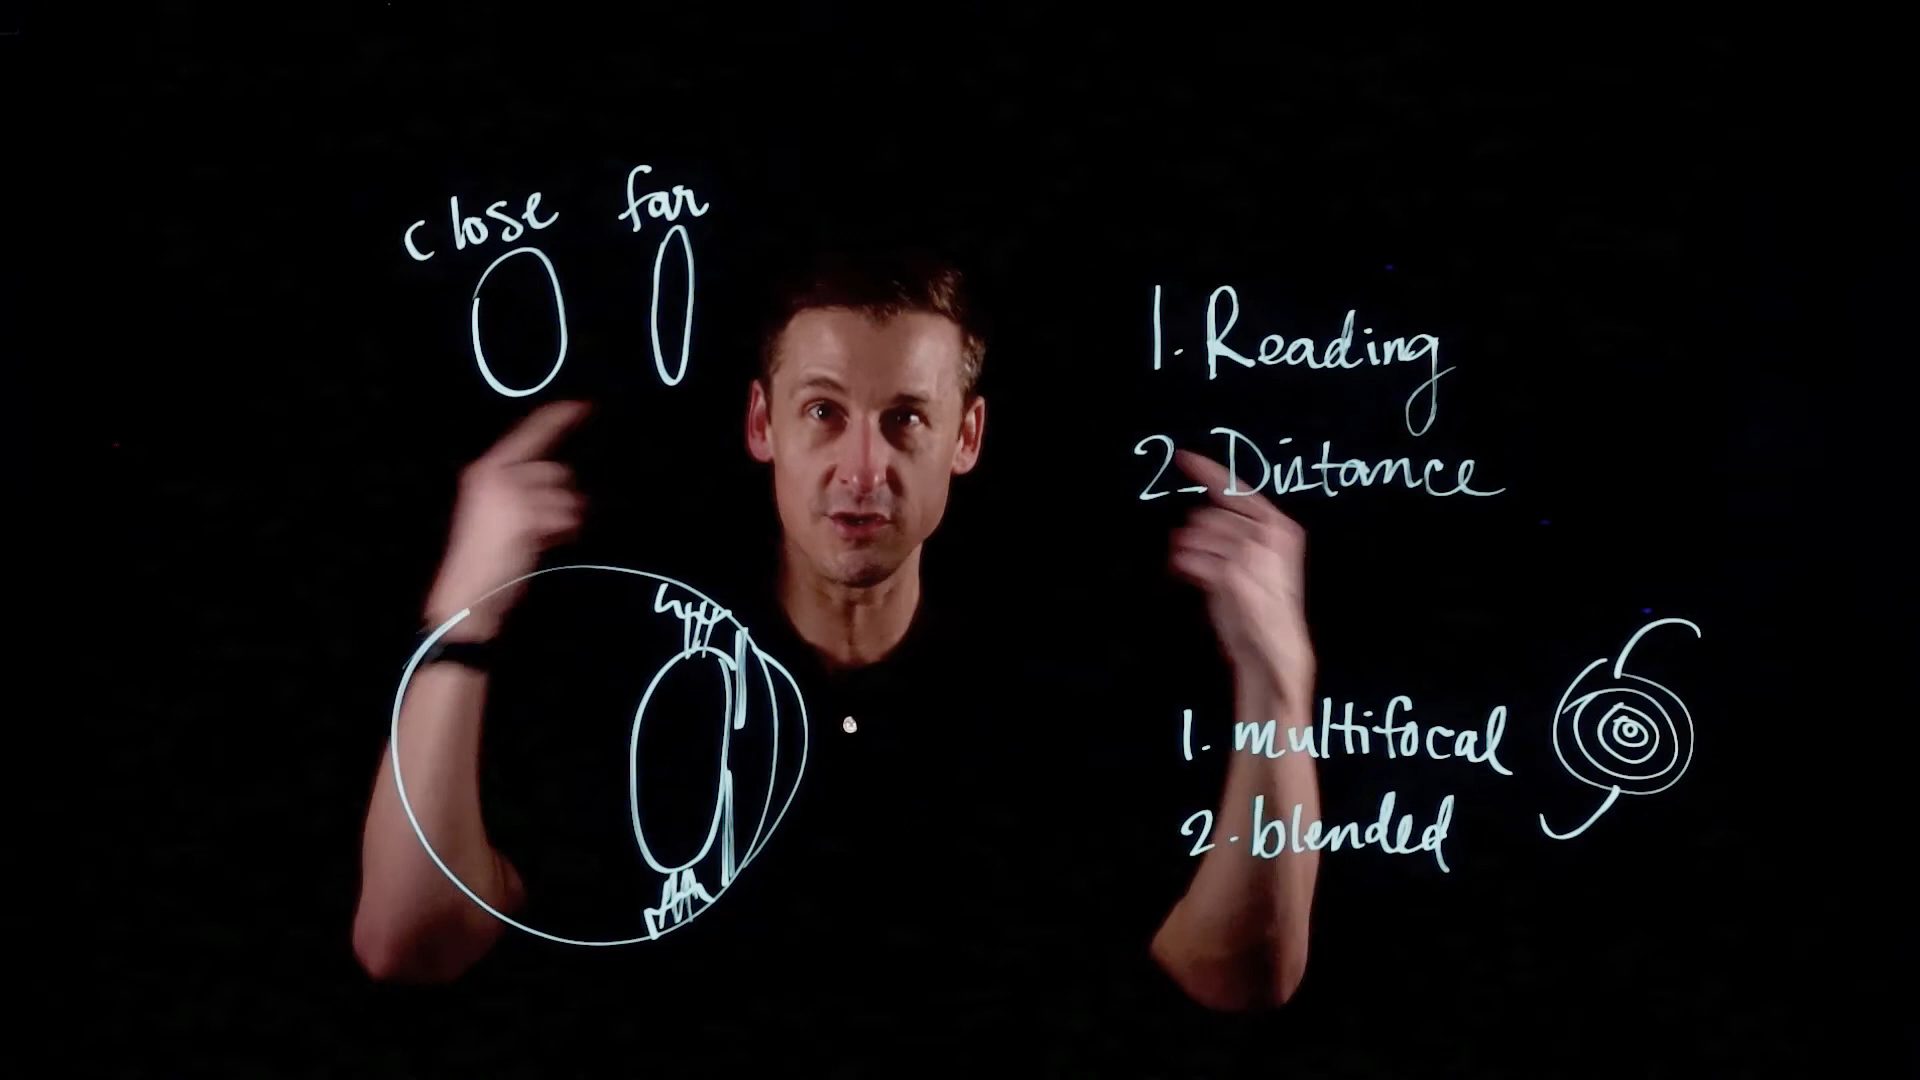 close far
1. Reading
2. Distance
1. multifocal
2. blended